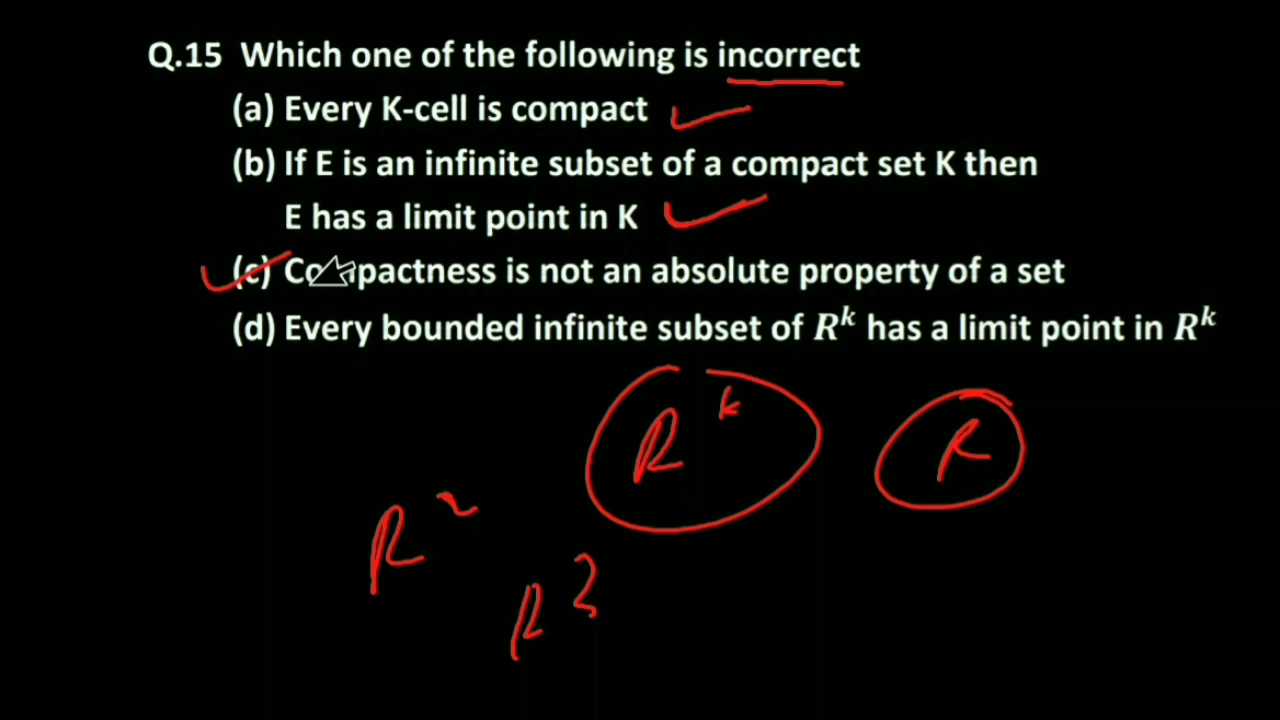 Q.15 Which one of the following is incorrect
(a) Every K-cell is compact
(b) If E is an infinite subset of a compact set K then
E has a limit point in K
(c) Compactness is not an absolute property of a set
(d) Every bounded infinite subset of R^k has a limit point in R^k
R^k R
R^2
R^3